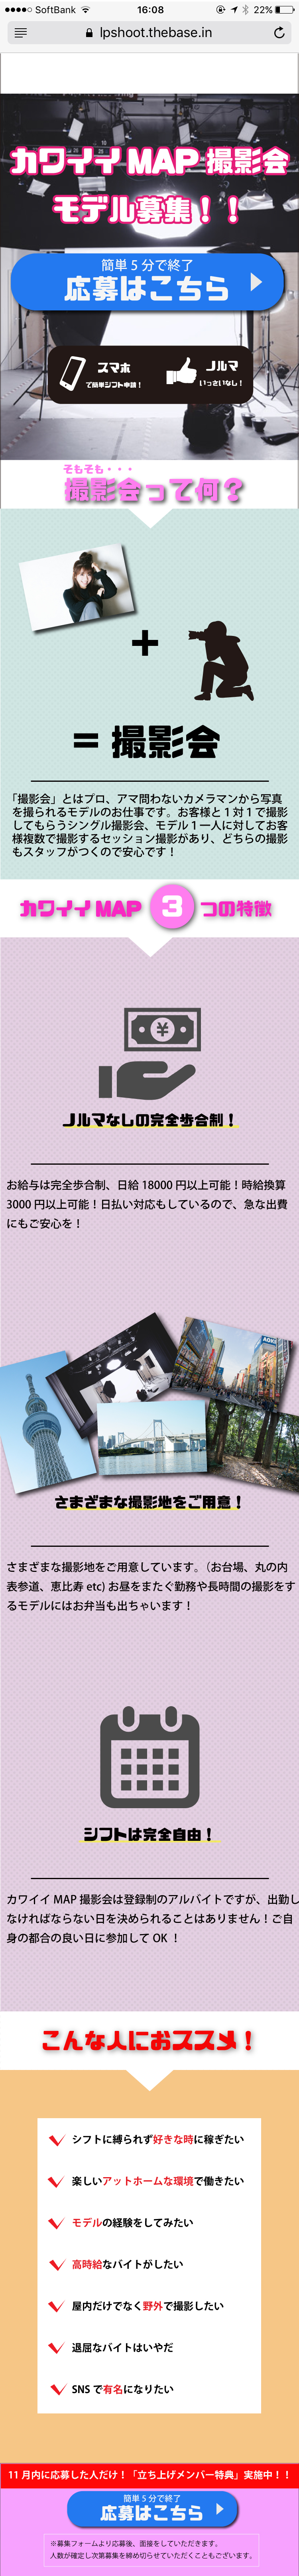 SoftBank 16:08 22%
lpshoot.thebase.in
カワイイMAP撮影会
モデル募集！！
簡単5分で終了
応募はこちら
スマホ
で簡単シフト申請！
ノルマ
いっさいなし！
そもそも・・・
撮影会って何？
+
= 撮影会
「撮影会」とはプロ、アマ問わないカメラマンから写真
を撮られるモデルのお仕事です。お客様と1対1で撮影
してもらうシングル撮影会、モデル1一人に対してお客
様複数で撮影するセッション撮影会があり、どちらの撮影
もスタッフがつくので安心です！
カワイイMAP 3つの特徴
¥
ノルマなしの完全歩合制！
お給与は完全歩合制、日給18000円以上可能！時給換算
3000円以上可能！日払い対応もしているので、急な出費
にもご安心を！
AOKI
さまざまな撮影地をご用意！
さまざまな撮影地をご用意しています。（お台場、丸の内
表参道、恵比寿 etc) お昼をまたぐ勤務や長時間の撮影をす
るモデルにはお弁当も出ちゃいます！
シフトは完全自由！
カワイイMAP撮影会は登録制のアルバイトですが、出勤し
なければならない日を決められることはありません！ご自
身の都合の良い日に参加してOK！
こんな人におススメ！
シフトに縛られず好きな時に稼ぎたい
楽しいアットホームな環境で働きたい
モデルの経験をしてみたい
高時給なバイトがしたい
屋内だけでなく野外で撮影したい
退屈なバイトはいやだ
SNSで有名になりたい
11月内に応募した人だけ！「立ち上げメンバー特典」実施中！！
簡単5分で終了
応募はこちら
※募集フォームより応募後、面接をしていただきます。
人数が確定し次第募集を締め切らせていただくこともございます。